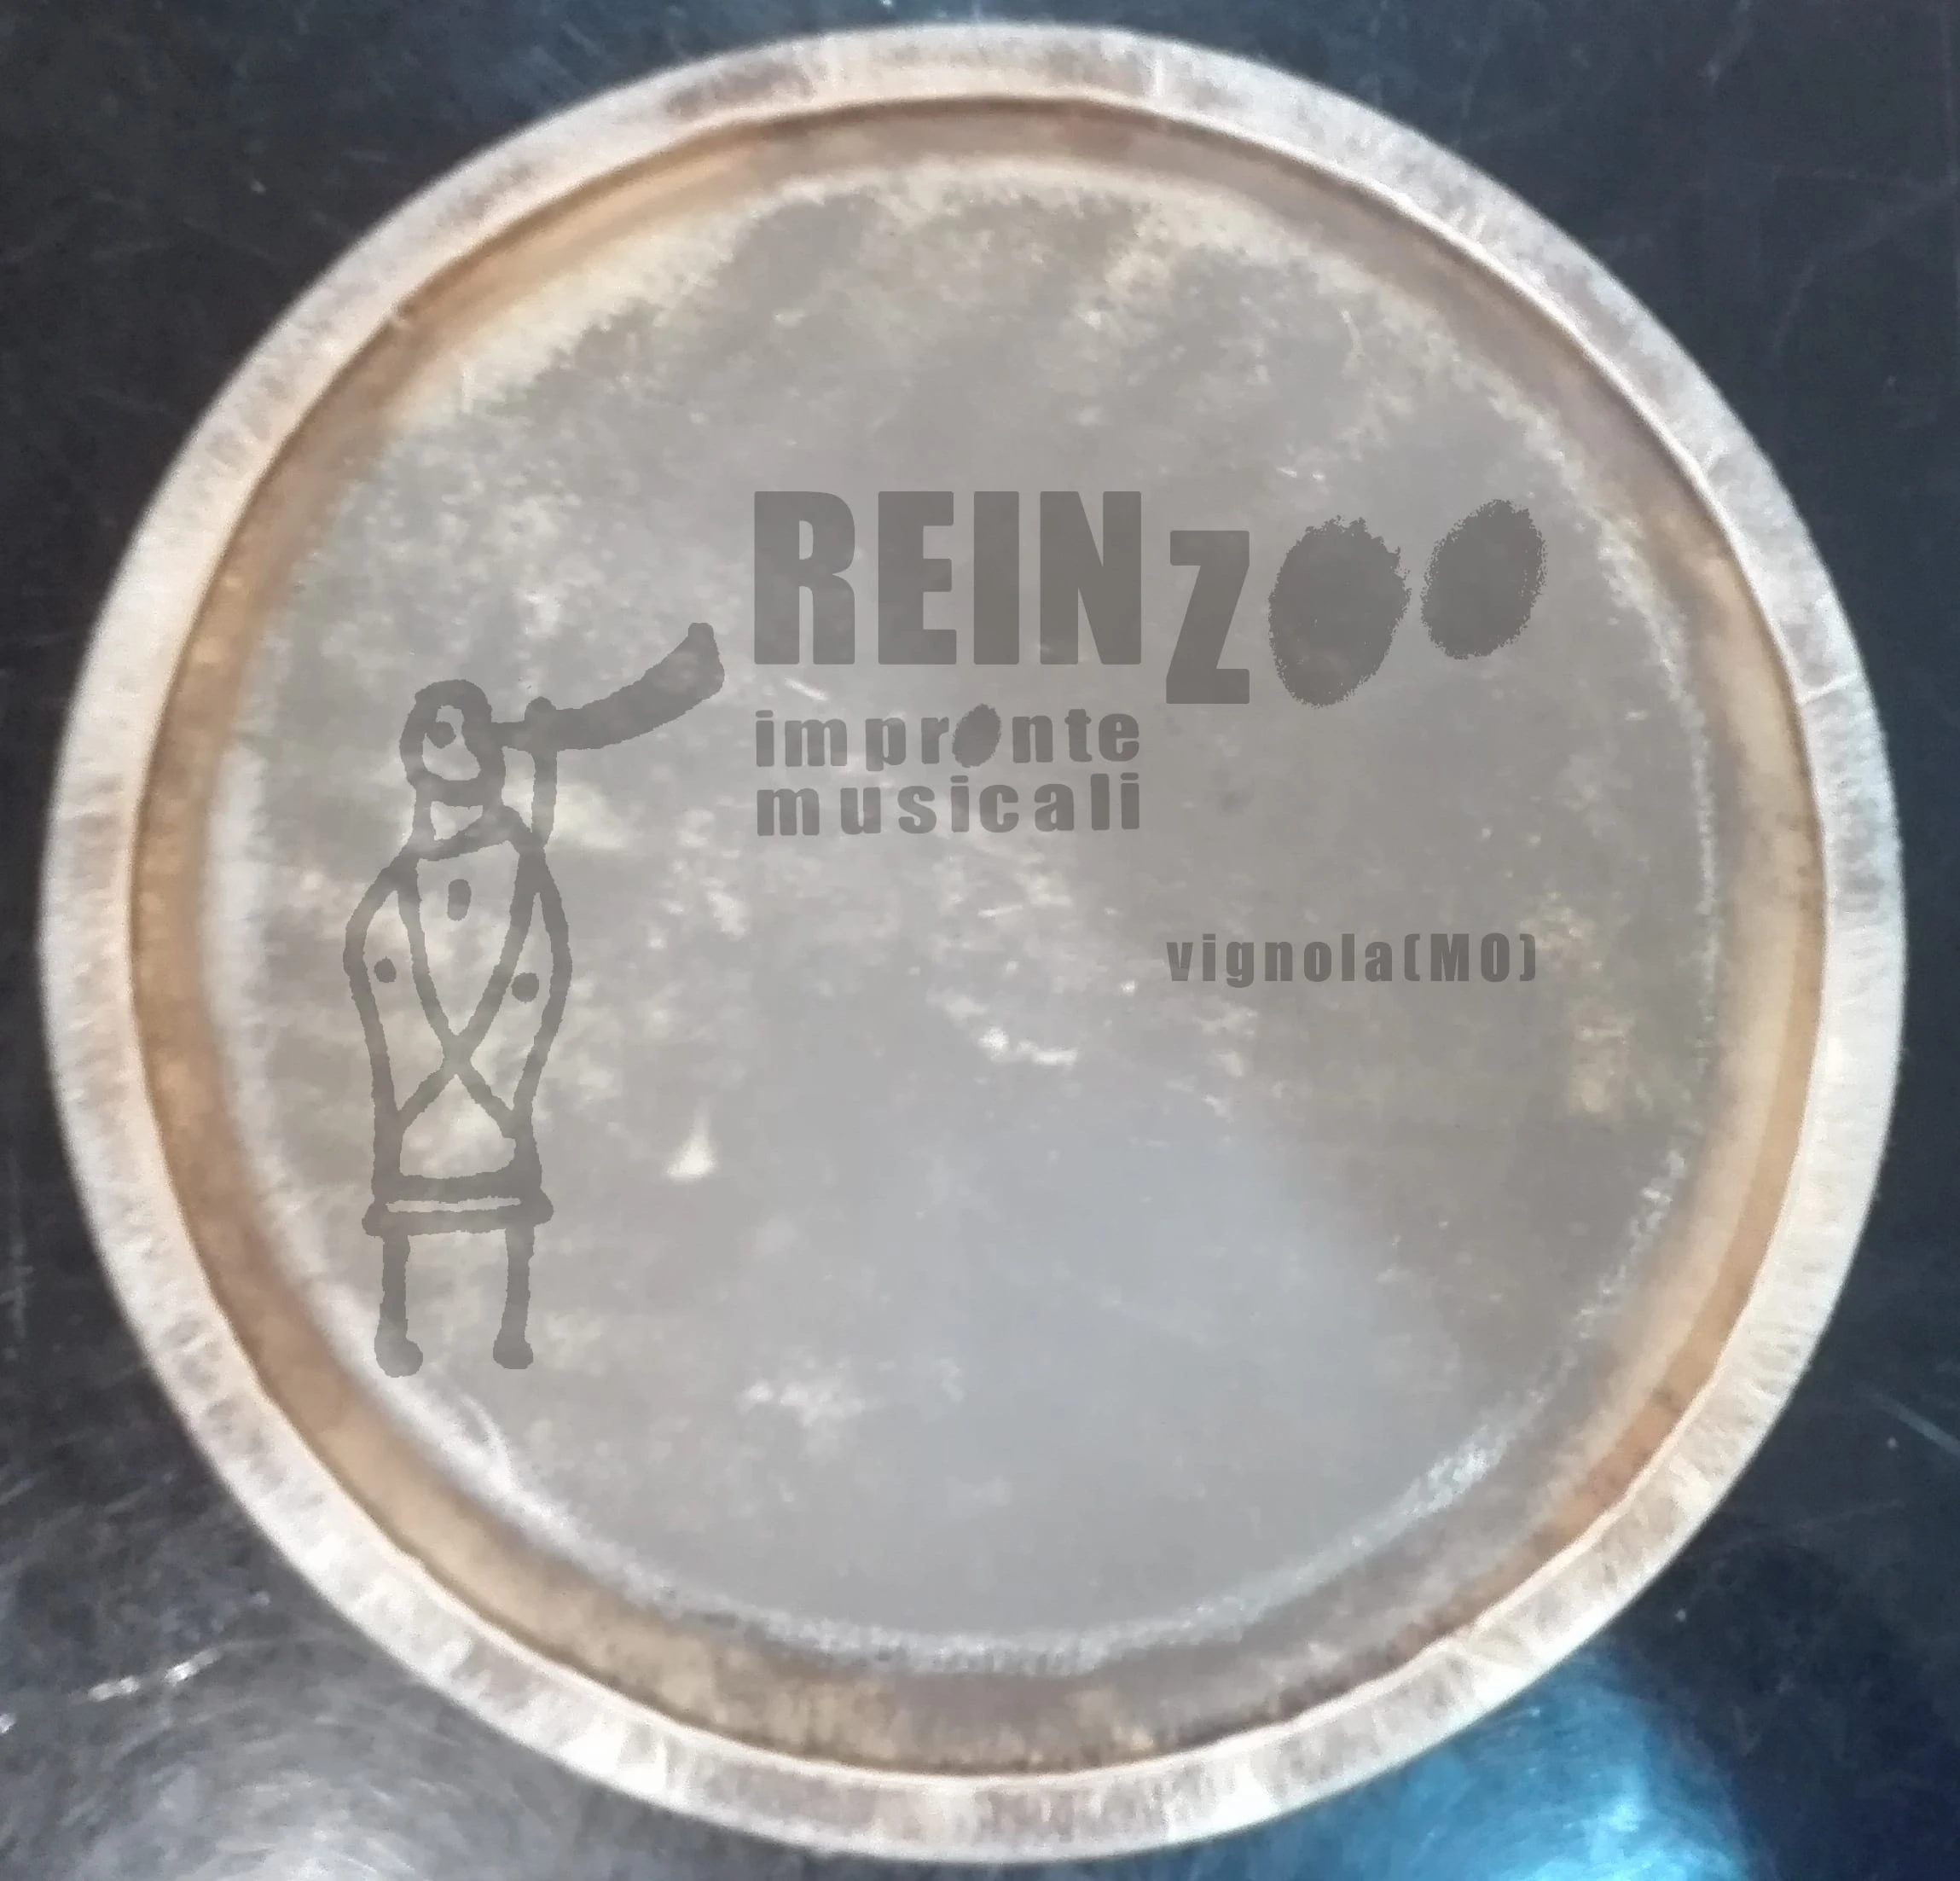 REINZOO
impronte
musicali
vignola(MO)